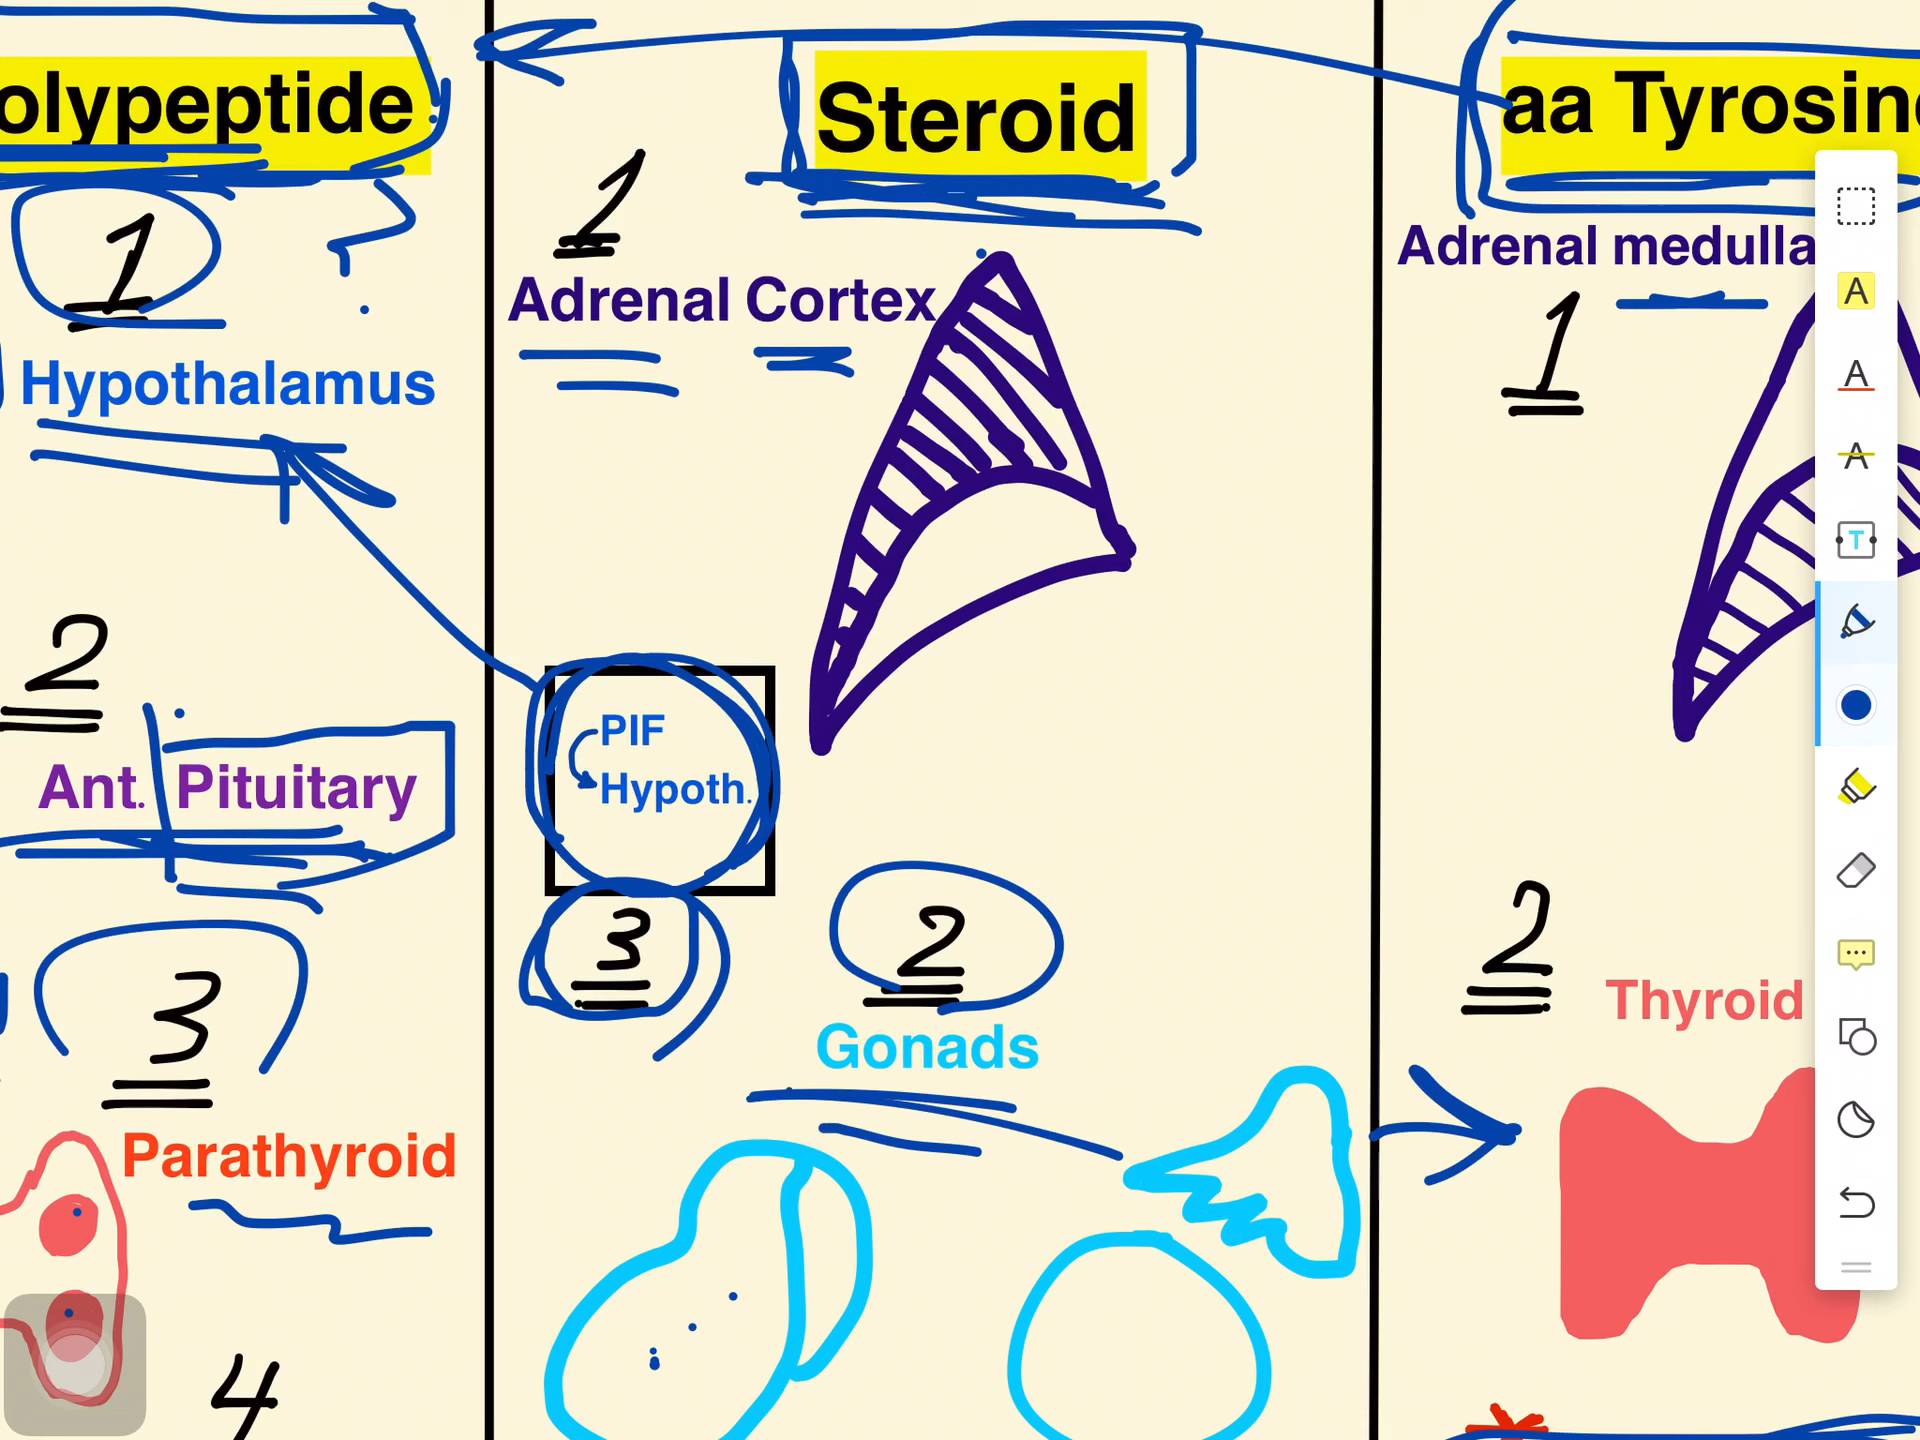 olypeptide
1
Hypothalamus
2
Ant. Pituitary
3
Parathyroid
4
Steroid
1
Adrenal Cortex
PIF
Hypoth.
3
2
Gonads
aa Tyrosin
Adrenal medulla
1
2
Thyroid
A
A
A
T